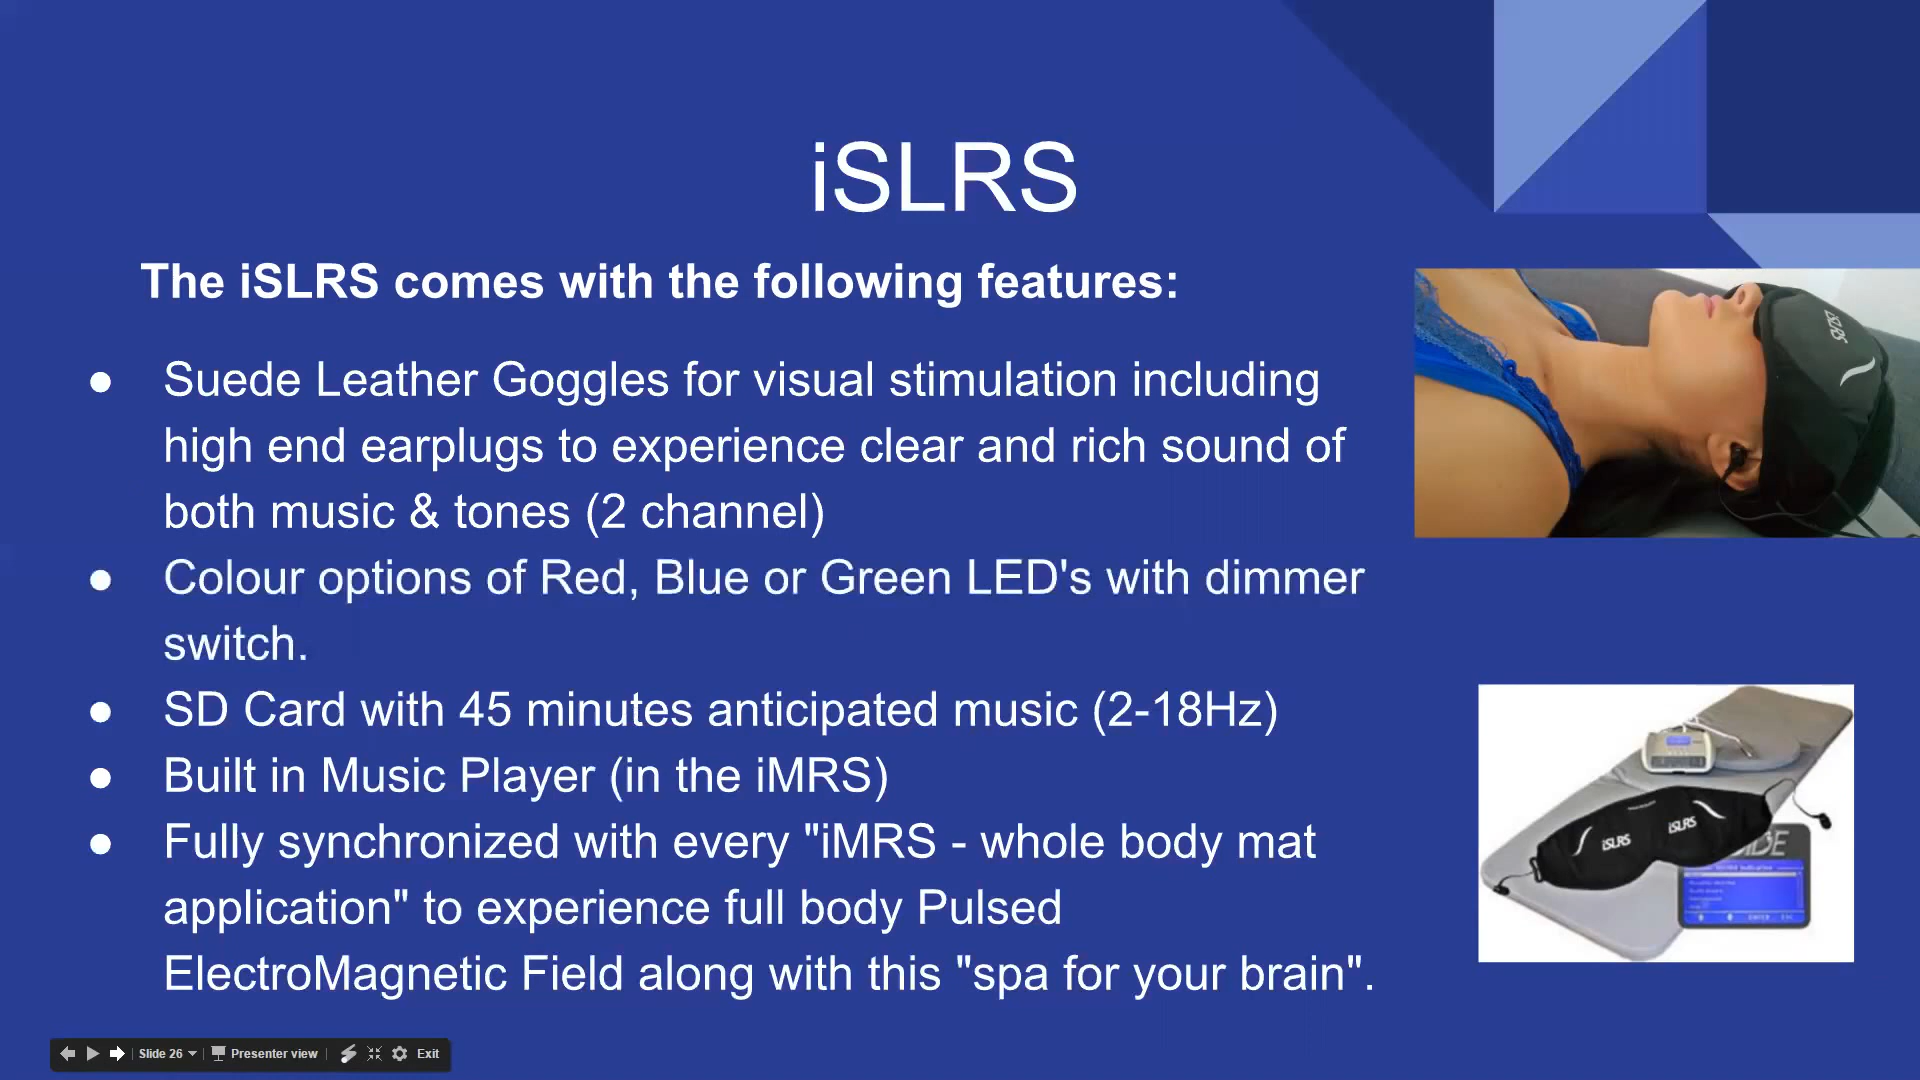 iSLRS
The iSLRS comes with the following features:
● Suede Leather Goggles for visual stimulation including
high end earplugs to experience clear and rich sound of
both music & tones (2 channel)
● Colour options of Red, Blue or Green LED's with dimmer
switch.
● SD Card with 45 minutes anticipated music (2-18Hz)
● Built in Music Player (in the iMRS)
● Fully synchronized with every "iMRS - whole body mat
application" to experience full body Pulsed
ElectroMagnetic Field along with this "spa for your brain".
iSLRS
iSLRS
iSLRS
Slide 26
Presenter view
Exit